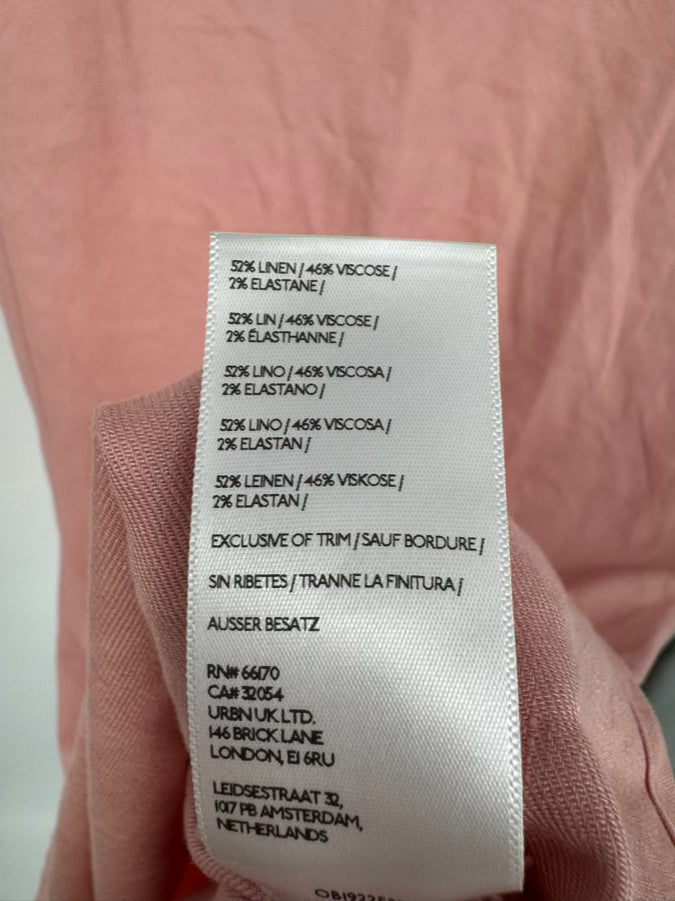 52% LINEN / 46% VISCOSE /
2% ELASTANE /
52% LIN / 46% VISCOSE /
2% ÉLASTHANNE /
52% LINO / 46% VISCOSA /
2% ELASTANO /
52% LINO / 46% VISCOSA /
2% ELASTAN /
52% LEINEN / 46% VISKOSE /
2% ELASTAN /
EXCLUSIVE OF TRIM / SAUF BORDURE /
SIN RIBETES / TRANNE LA FINITURA /
AUSSER BESATZ
RN# 66170
CA# 32054
URBN UK LTD.
146 BRICK LANE
LONDON, E1 6RU
LEIDSESTRAAT 32,
1017 PB AMSTERDAM,
NETHERLANDS